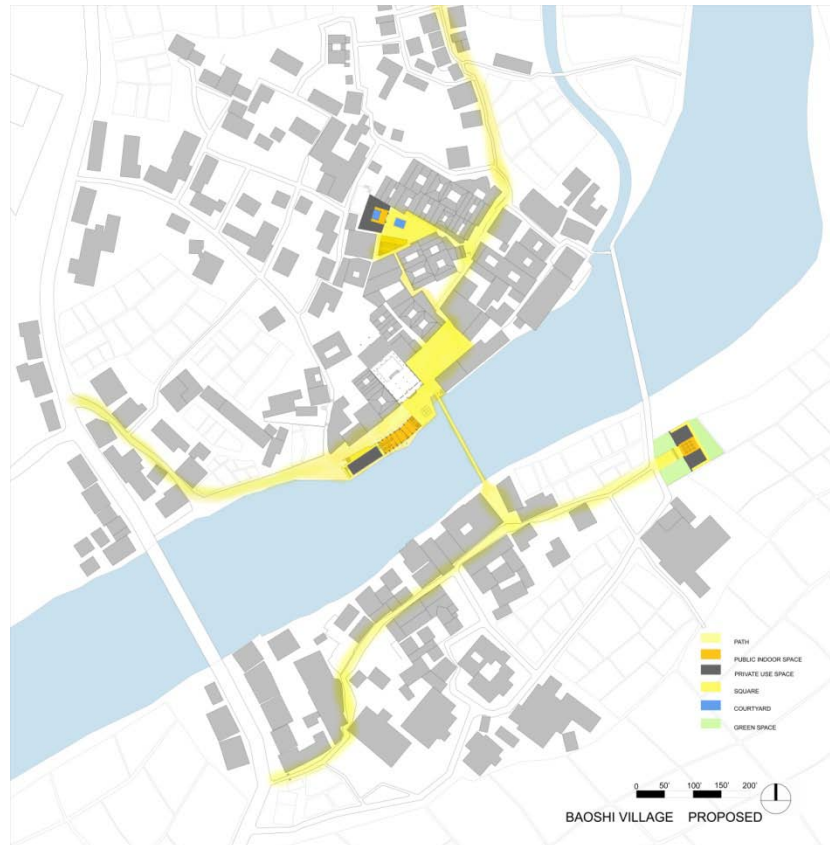 PATH
PUBLIC INDOOR SPACE
PRIVATE USE SPACE
SQUARE
COURTYARD
GREEN SPACE
0 50' 100' 150' 200'
BAOSHI VILLAGE PROPOSED